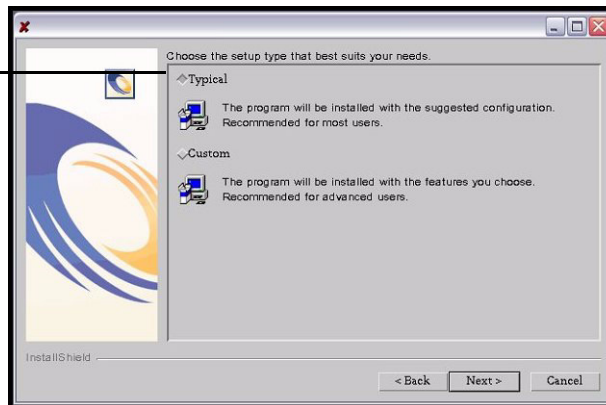 Choose the setup type that best suits your needs.
Typical
The program will be installed with the suggested configuration.
Recommended for most users.
Custom
The program will be installed with the features you choose.
Recommended for advanced users.
InstallShield
< Back
Next >
Cancel